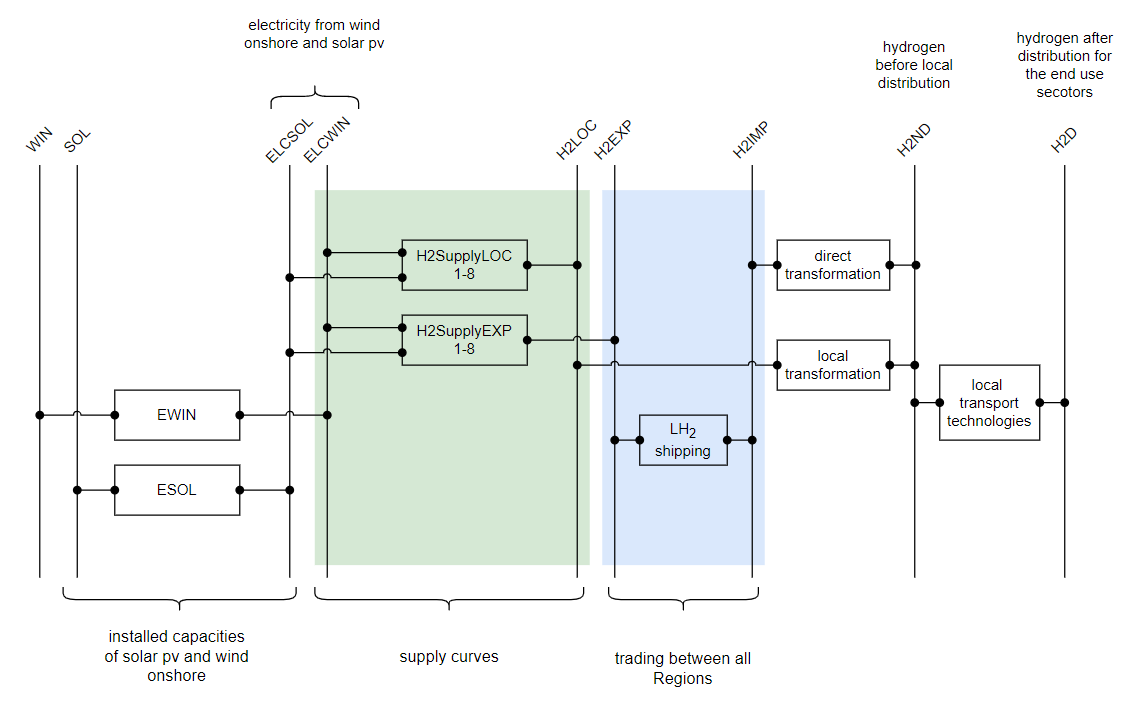 electricity from wind
onshore and solar pv
hydrogen
before local
distribution
hydrogen after
distribution for
the end use
secotors
WIN
SOL
ELCSOL
ELCWIN
H2LOC
H2EXP
H2IMP
H2ND
H2D
H2SupplyLOC
1-8
direct
transformation
H2SupplyEXP
1-8
local
transformation
EWIN
LH2
shipping
local
transport
technologies
ESOL
installed capacities
of solar pv and wind
onshore
supply curves
trading between all
Regions